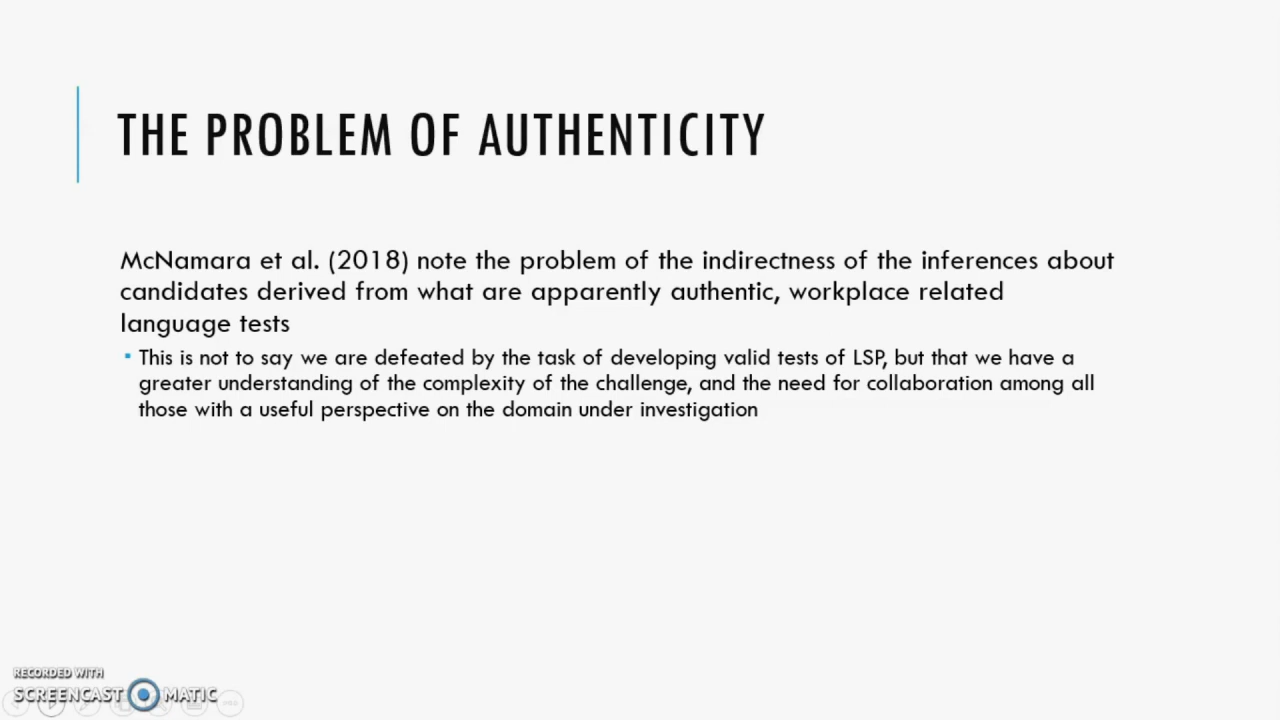 THE PROBLEM OF AUTHENTICITY
McNamara et al. (2018) note the problem of the indirectness of the inferences about
candidates derived from what are apparently authentic, workplace related
language tests
▪ This is not to say we are defeated by the task of developing valid tests of LSP, but that we have a
greater understanding of the complexity of the challenge, and the need for collaboration among all
those with a useful perspective on the domain under investigation
RECORDED WITH
SCREENCAST MATIC